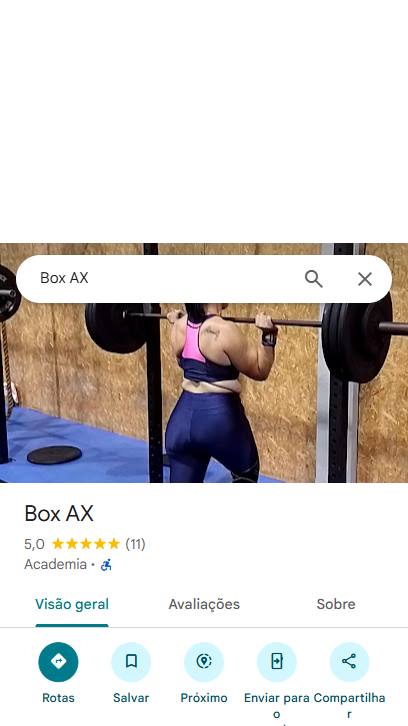 Box AX
Box AX
5,0 (11)
Academia ·
Visão geral Avaliações Sobre
Rotas Salvar Próximo Enviar para o Compartilhar